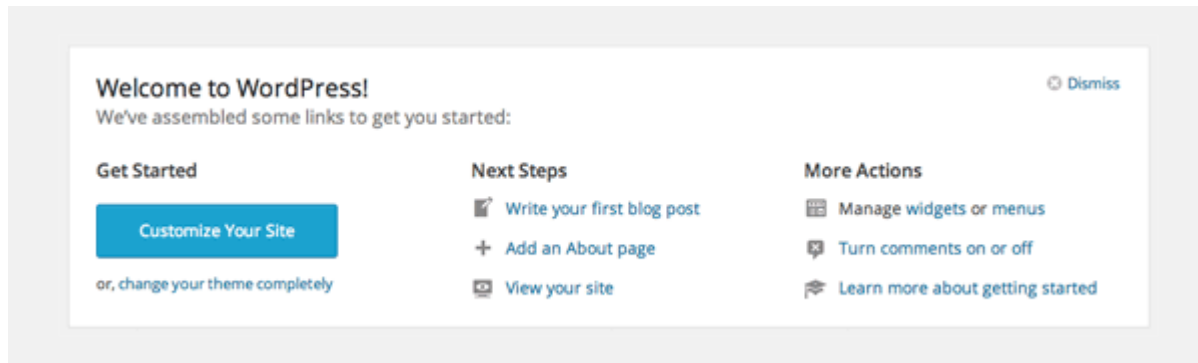 Welcome to WordPress!
Dismiss
We've assembled some links to get you started:
Get Started
Customize Your Site
or, change your theme completely
Next Steps
Write your first blog post
Add an About page
View your site
More Actions
Manage widgets or menus
Turn comments on or off
Learn more about getting started